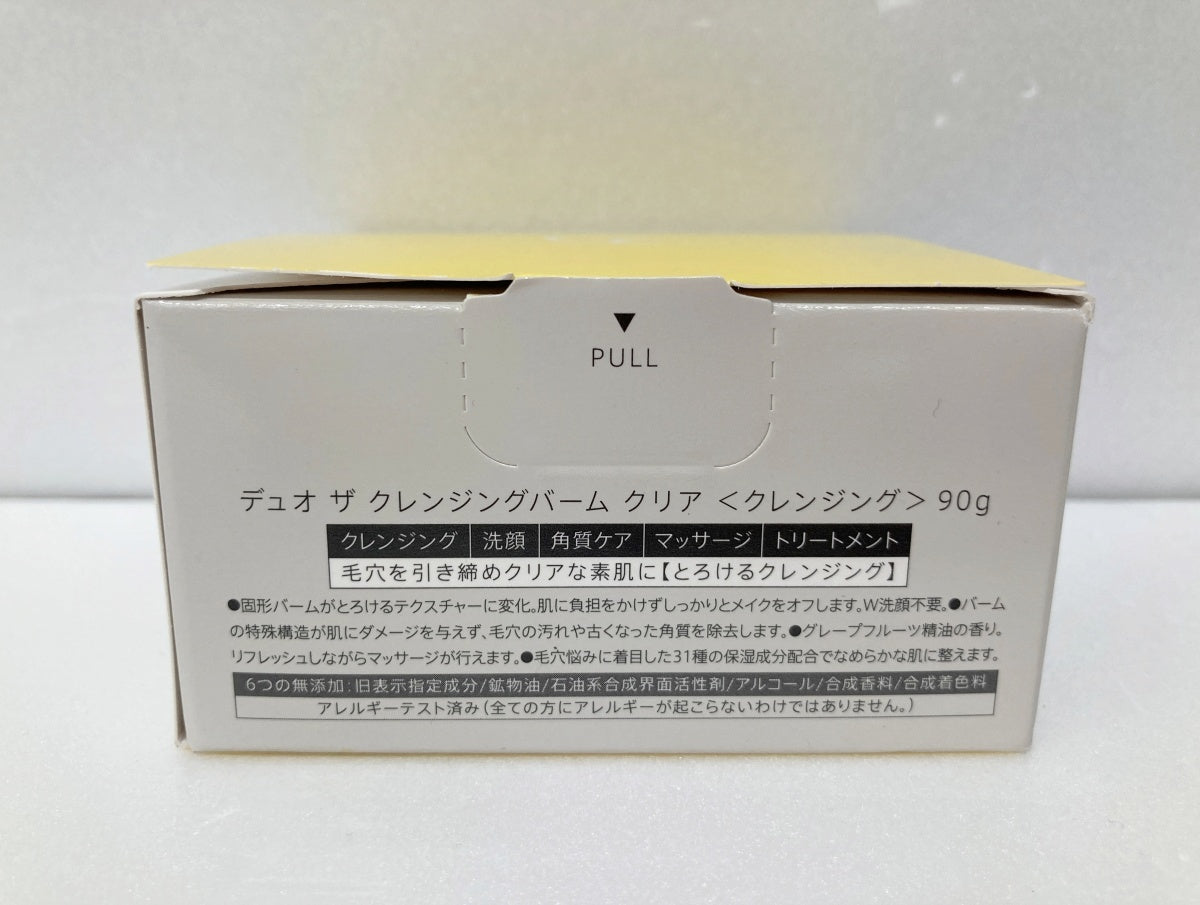 ▼
PULL
デュオ ザ クレンジングバーム クリア <クレンジング> 90g
クレンジング 洗顔 角質ケア マッサージ トリートメント
毛穴を引き締めクリアな素肌に【とろけるクレンジング】
●固形バームがとろけるテクスチャーに変化。肌に負担をかけずしっかりとメイクをオフします。W洗顔不要。●バーム
の特殊構造が肌にダメージを与えず、毛穴の汚れや古くなった角質を除去します。●グレープフルーツ精油の香り。
リフレッシュしながらマッサージが行えます。●毛穴悩みに着目した31種の保湿成分配合でなめらかな肌に整えます。
6つの無添加:旧表示指定成分/鉱物油/石油系合成界面活性剤/アルコール/合成香料/合成着色料
アレルギーテスト済み(全ての方にアレルギーが起こらないわけではありません。)